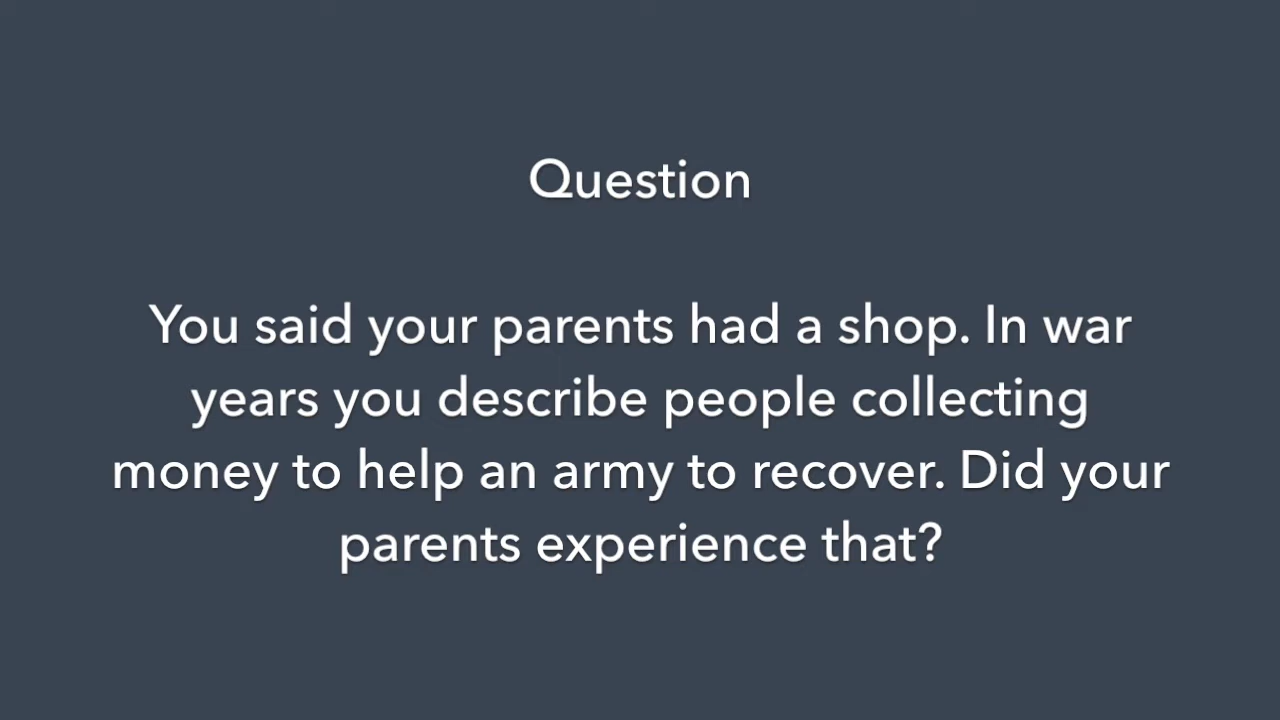 Question
You said your parents had a shop. In war
years you describe people collecting
money to help an army to recover. Did your
parents experience that?